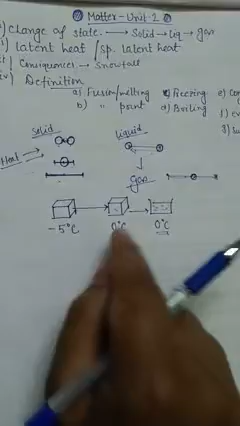 Matter - Unit-2
Change of state. → Solid → Liq → gas
latent heat / sp. latent heat
Consequences → Snowfall
iv) Definition
a) Fusion/melting
b) " point
d) Boiling
Solid
liquid
Heat
gas
-5°C 0°C 0°C